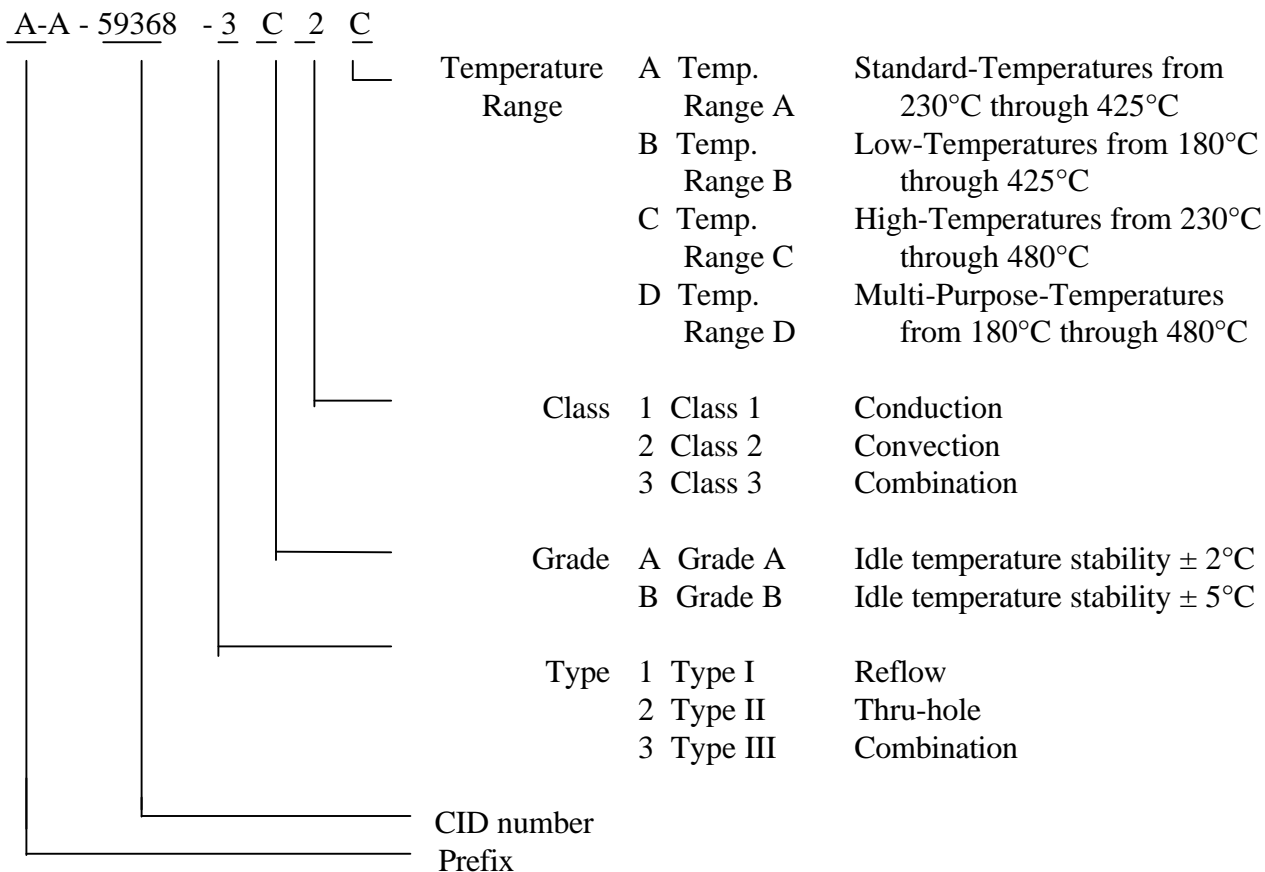 A-A - 59368 - 3 C 2 C
Temperature A Temp. Standard-Temperatures from
Range Range A 230°C through 425°C
B Temp. Low-Temperatures from 180°C
Range B through 425°C
C Temp. High-Temperatures from 230°C
Range C through 480°C
D Temp. Multi-Purpose-Temperatures
Range D from 180°C through 480°C
Class 1 Class 1 Conduction
2 Class 2 Convection
3 Class 3 Combination
Grade A Grade A Idle temperature stability ± 2°C
B Grade B Idle temperature stability ± 5°C
Type 1 Type I Reflow
2 Type II Thru-hole
3 Type III Combination
CID number
Prefix